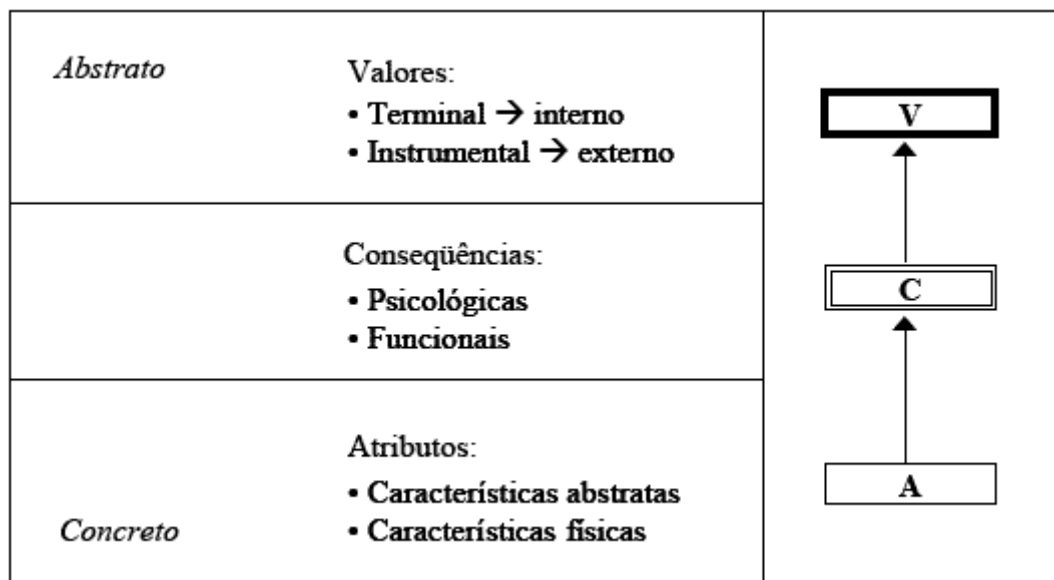 Abstrato
Valores:
• Terminal → interno
• Instrumental → externo
V
Conseqüências:
• Psicológicas
• Funcionais
C
Atributos:
• Características abstratas
• Características físicas
Concreto
A